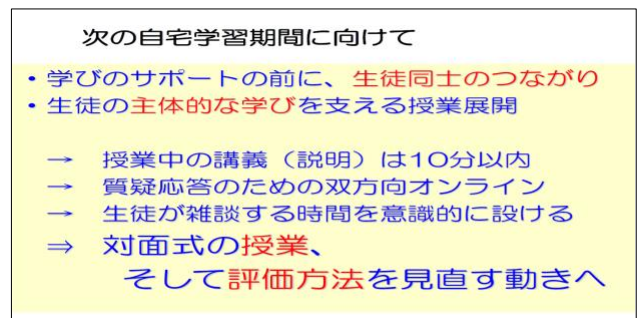 次の自宅学習期間に向けて
・学びのサポートの前に、生徒同士のつながり
・生徒の主体的な学びを支える授業展開
→ 授業中の講義（説明）は10分以内
→ 質疑応答のための双方向オンライン
→ 生徒が雑談する時間を意識的に設ける
⇒ 対面式の授業、
そして評価方法を見直す動きへ